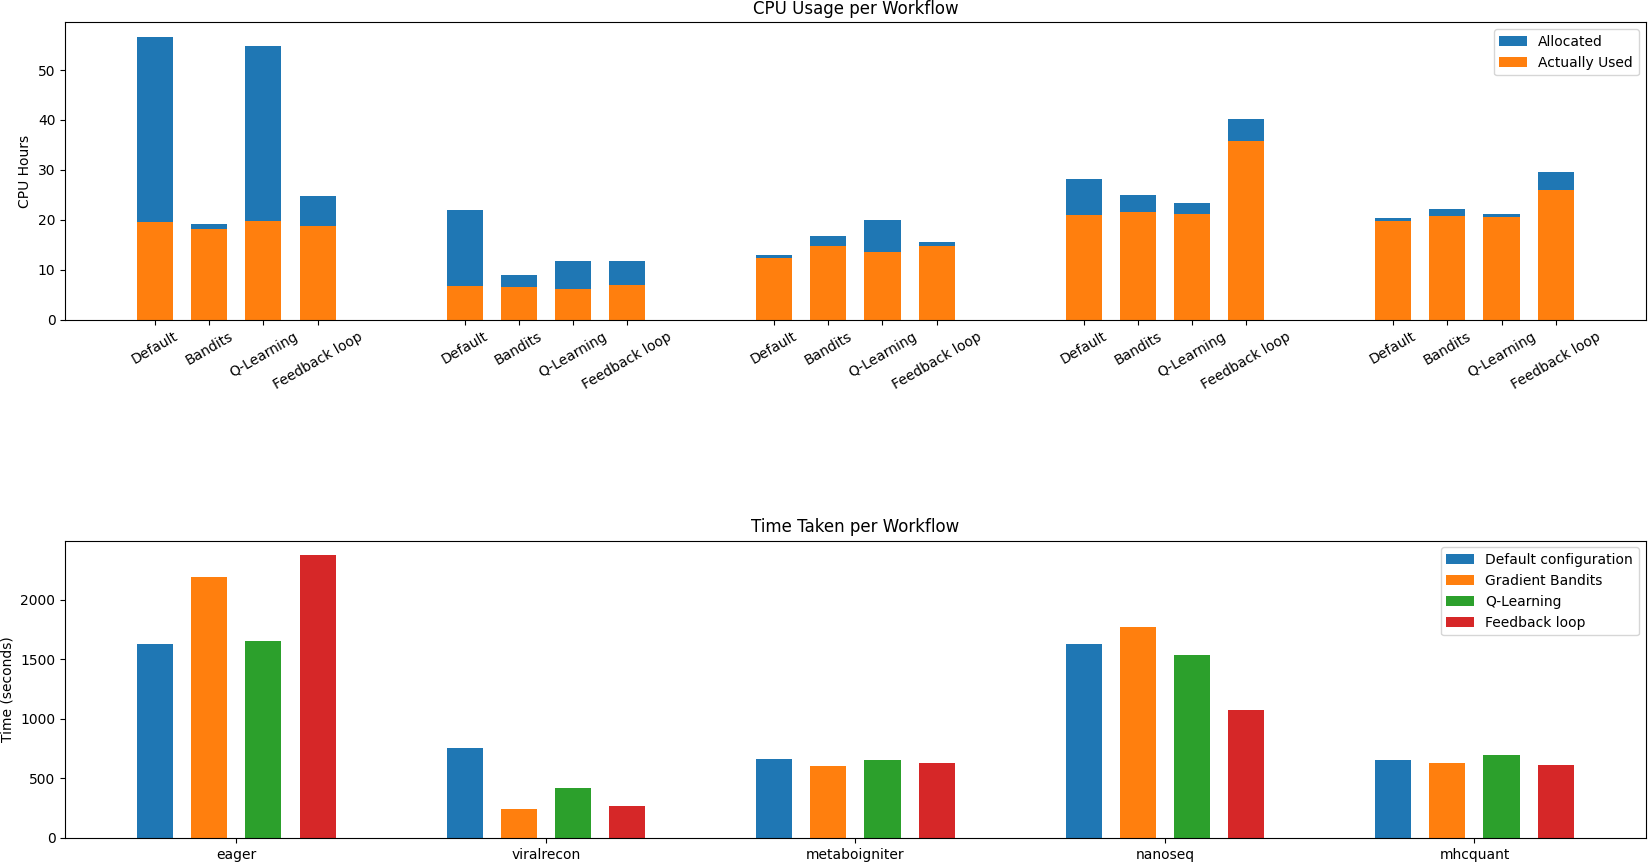 CPU Usage per Workflow
Allocated
Actually Used
CPU Hours
50
40
30
20
10
0
Default Bandits Q-Learning Feedback loop Default Bandits Q-Learning Feedback loop Default Bandits Q-Learning Feedback loop Default Bandits Q-Learning Feedback loop Default Bandits Q-Learning Feedback loop
Time Taken per Workflow
Default configuration
Gradient Bandits
Q-Learning
Feedback loop
Time (seconds)
2000
1500
1000
500
0
eager viralrecon metaboigniter nanoseq mhcquant